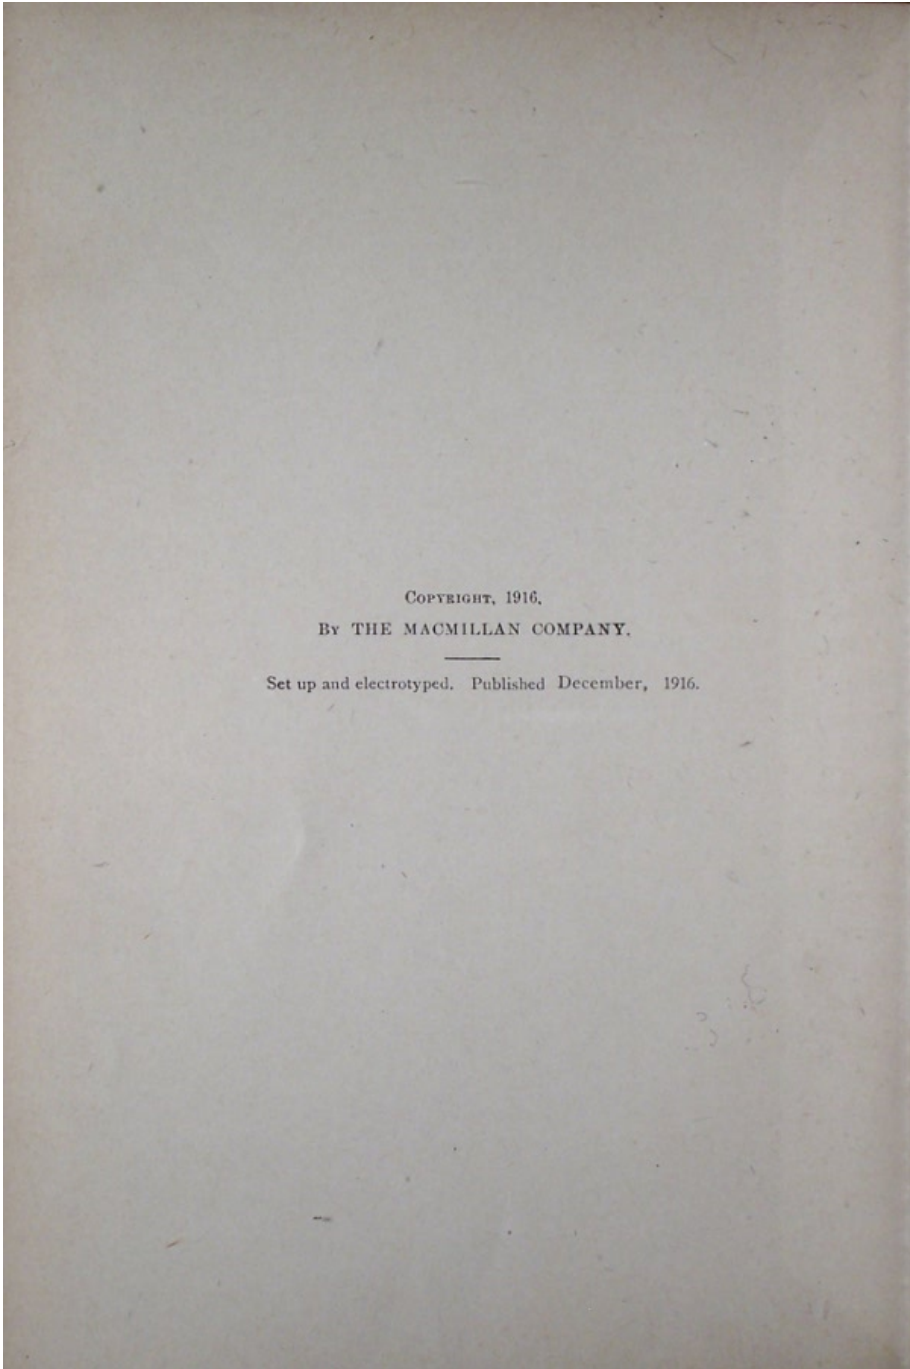 COPYRIGHT, 1916.
BY THE MACMILLAN COMPANY.
Set up and electrotyped. Published December, 1916.